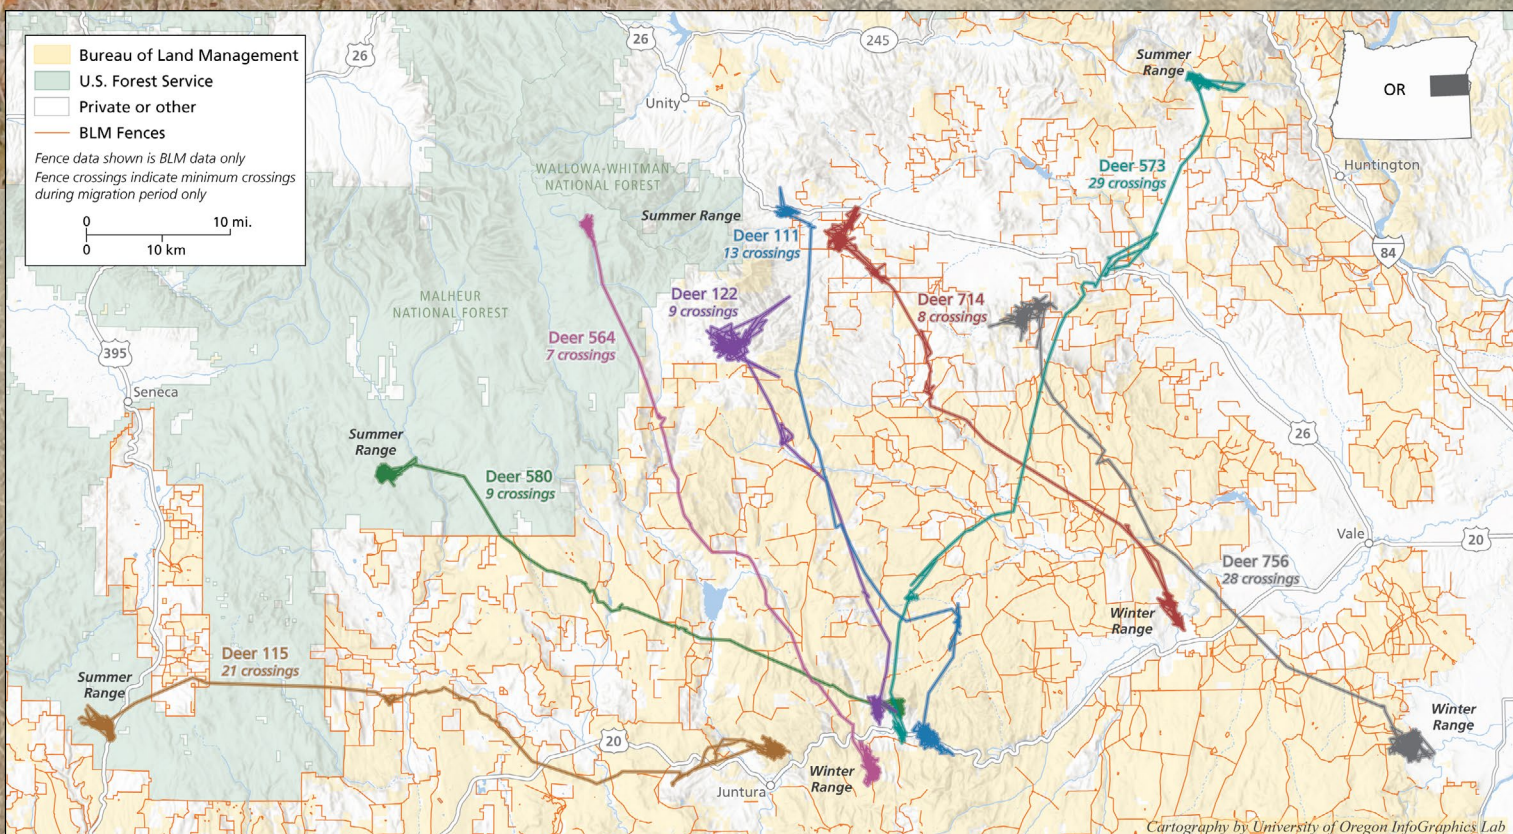 Bureau of Land Management
U.S. Forest Service
Private or other
BLM Fences
Fence data shown is BLM data only
Fence crossings indicate minimum crossings
during migration period only
0
10 mi.
0
10 km
26
26
245
Unity
Summer
Range
OR
Huntington
84
WALLOWA-WHITMAN
NATIONAL FOREST
Summer Range
Deer 573
29 crossings
Deer 111
13 crossings
Deer 122
9 crossings
Deer 714
8 crossings
MALHEUR
NATIONAL FOREST
Deer 564
7 crossings
395
Seneca
Summer
Range
Deer 580
9 crossings
26
Vale
20
Deer 756
28 crossings
Winter
Range
Deer 115
21 crossings
Summer
Range
20
Juntura
Winter
Range
Winter
Range
Cartography by University of Oregon InfoGraphics Lab